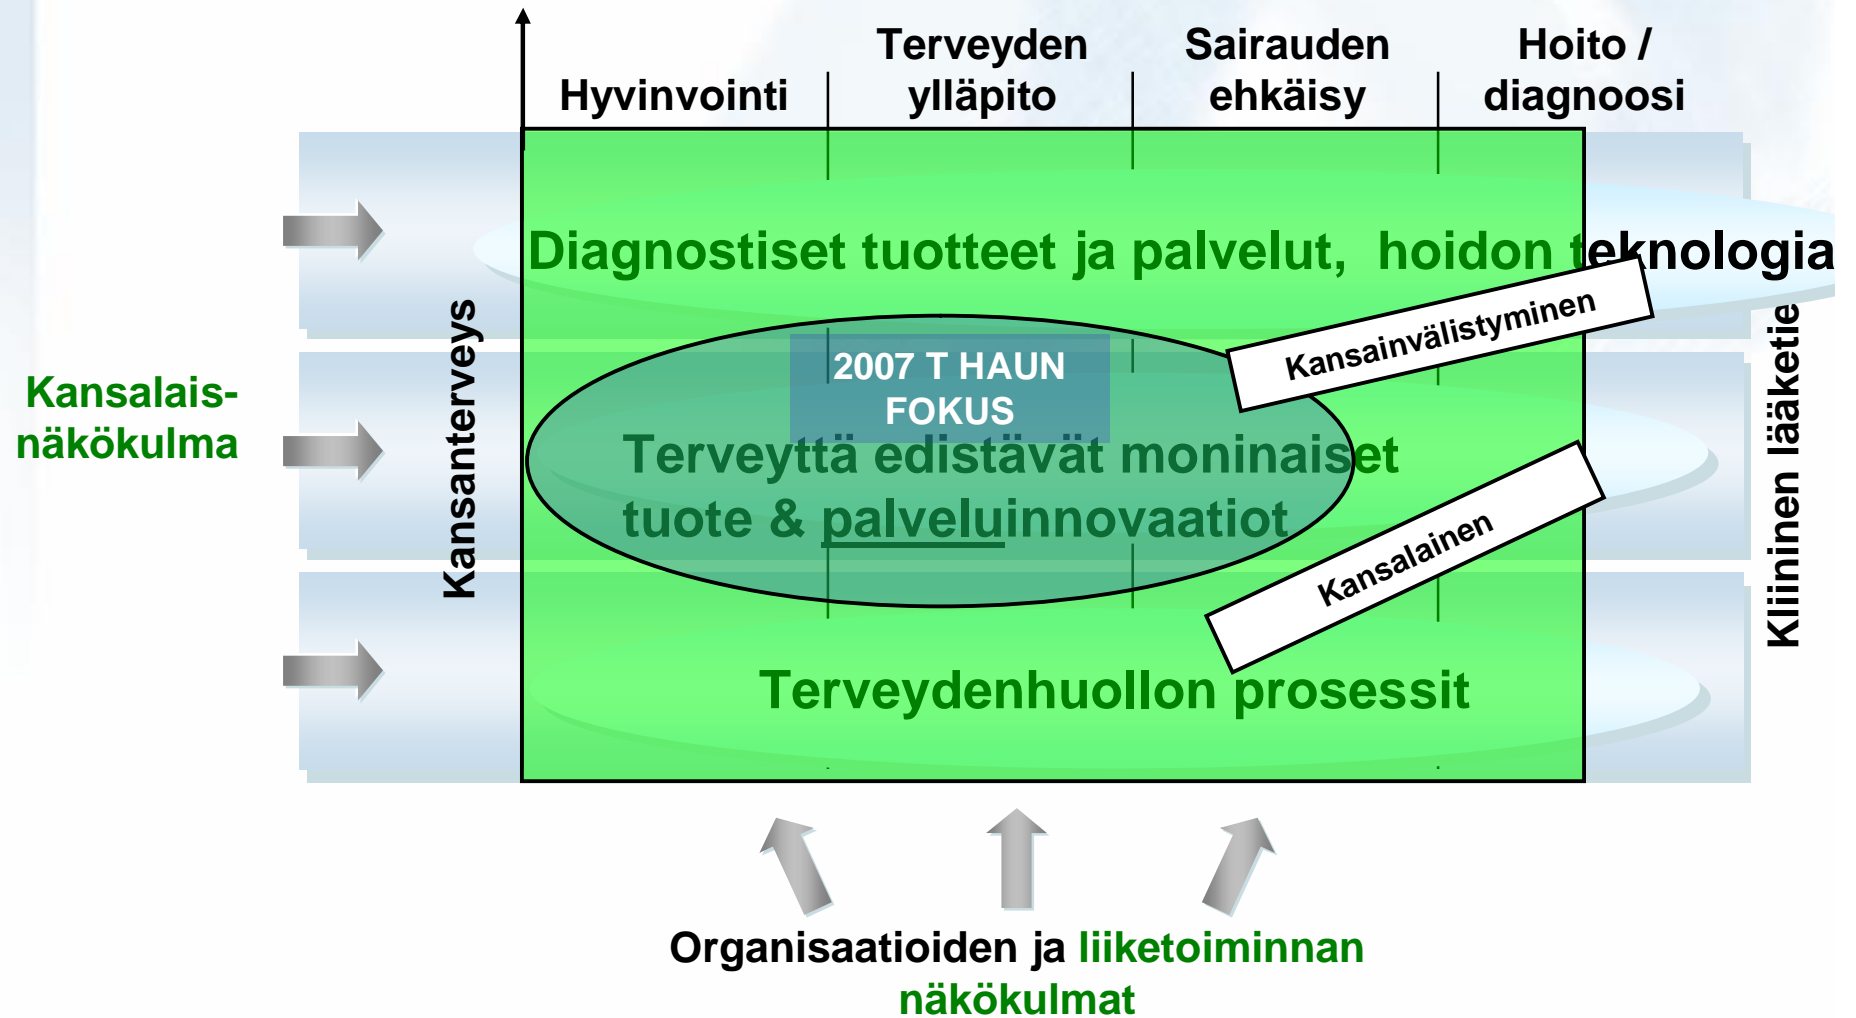 Hyvinvointi
Terveyden
ylläpito
Sairauden
ehkäisy
Hoito /
diagnoosi
Diagnostiset tuotteet ja palvelut, hoidon teknologia
Kansainvälistyminen
Kansalais-
näkökulma
Kansanterveys
2007 T HAUN
FOKUS
Terveyttä edistävät moninaiset
tuote & palveluinnovaatiot
Kansalainen
Kliininen lääketie
Terveydenhuollon prosessit
Organisaatioiden ja liiketoiminnan
näkökulmat